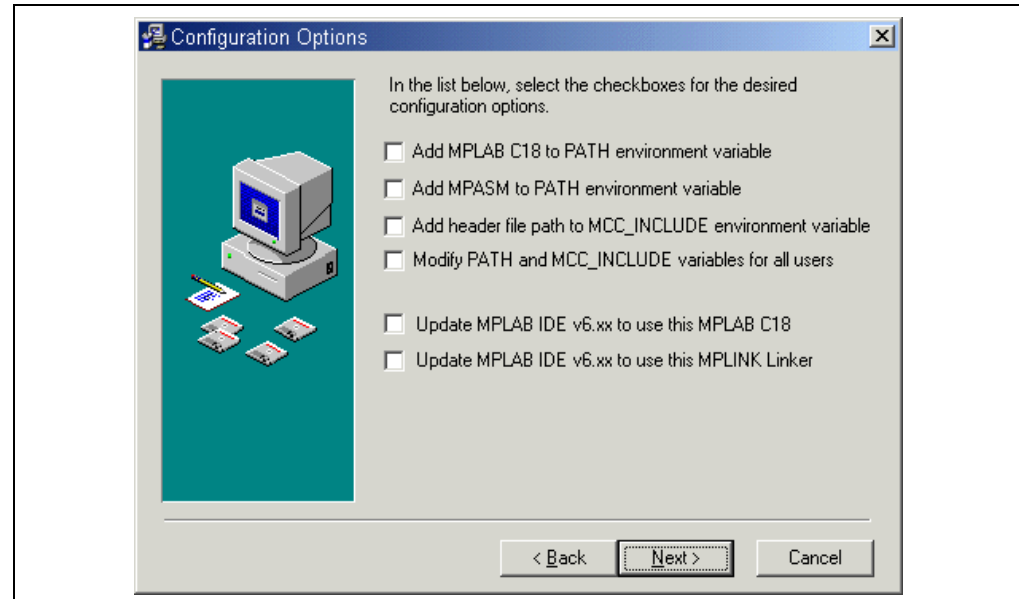 Configuration Options
In the list below, select the checkboxes for the desired
configuration options.
Add MPLAB C18 to PATH environment variable
Add MPASM to PATH environment variable
Add header file path to MCC_INCLUDE environment variable
Modify PATH and MCC_INCLUDE variables for all users
Update MPLAB IDE v6.xx to use this MPLAB C18
Update MPLAB IDE v6.xx to use this MPLINK Linker
< Back
Next >
Cancel